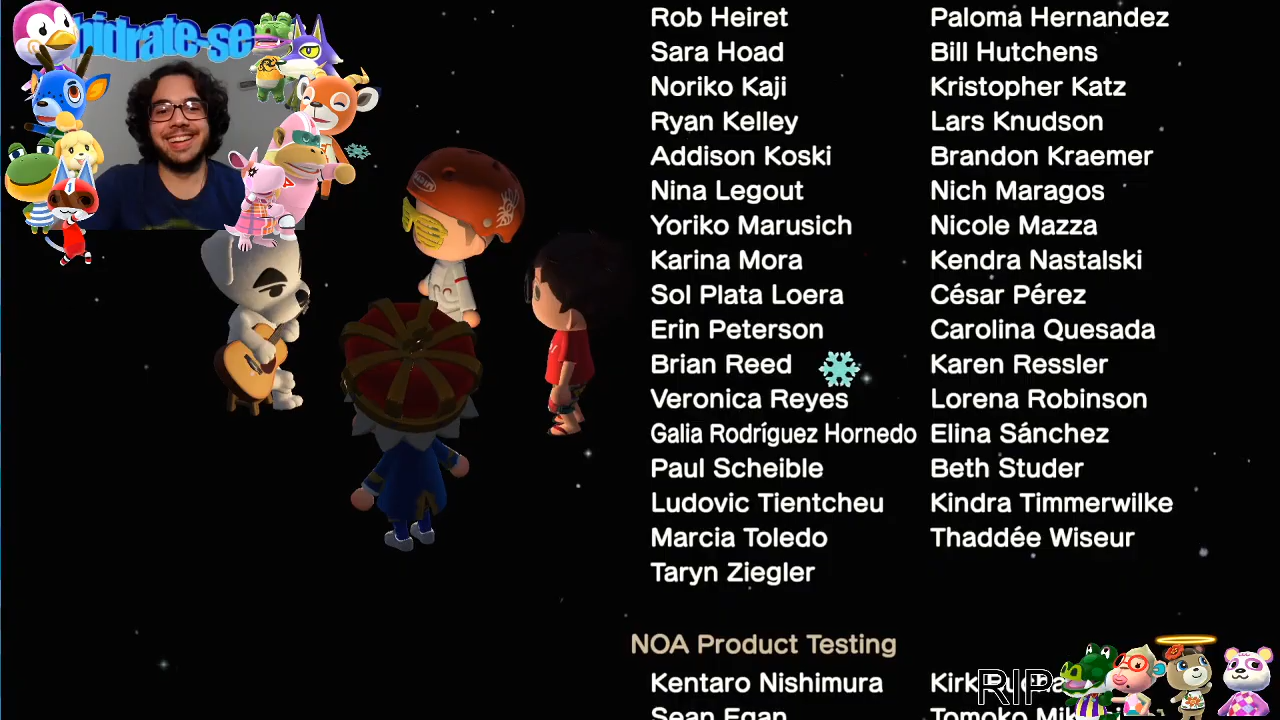 bidrate-se
Rob Heiret
Sara Hoad
Noriko Kaji
Ryan Kelley
Addison Koski
Nina Legout
Yoriko Marusich
Karina Mora
Sol Plata Loera
Erin Peterson
Brian Reed
Veronica Reyes
Galia Rodríguez Hornedo
Paul Scheible
Ludovic Tientcheu
Marcia Toledo
Taryn Ziegler
Paloma Hernandez
Bill Hutchens
Kristopher Katz
Lars Knudson
Brandon Kraemer
Nich Maragos
Nicole Mazza
Kendra Nastalski
César Pérez
Carolina Quesada
Karen Ressler
Lorena Robinson
Elina Sánchez
Beth Studer
Kindra Timmerwilke
Thaddée Wiseur
NOA Product Testing
Kentaro Nishimura
Sean Egan
Kirk
Tomoko
RIP